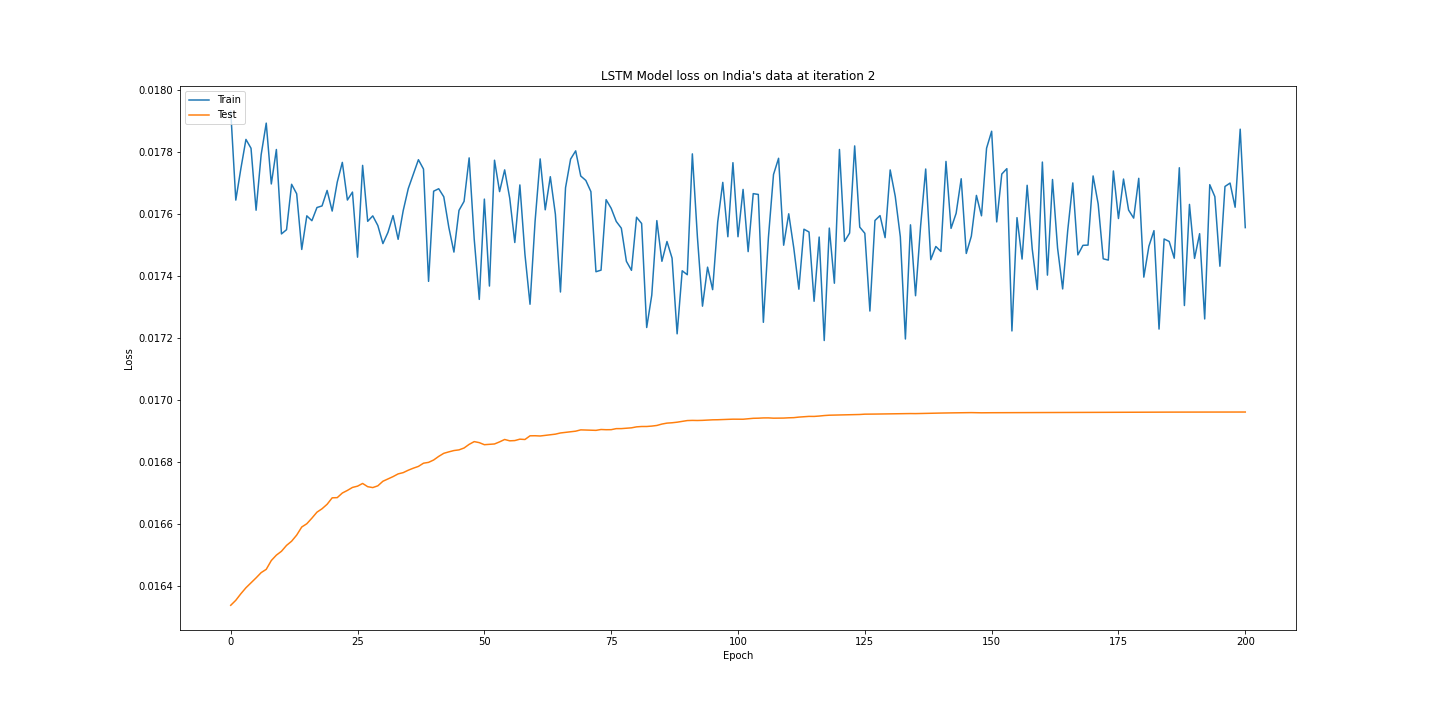 LSTM Model loss on India's data at iteration 2
0.0180
Train
Test
0.0178
0.0176
0.0174
0.0172
Loss
0.0170
0.0168
0.0166
0.0164
0 25 50 75 100 125 150 175 200
Epoch